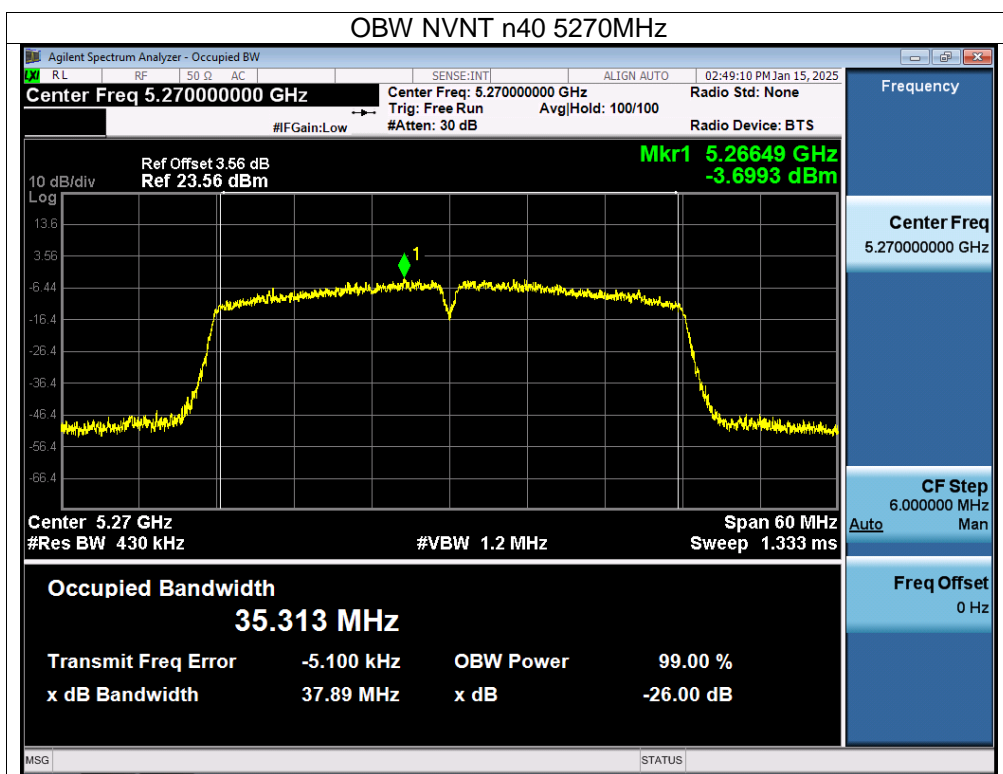 OBW NVNT n40 5270MHz
Agilent Spectrum Analyzer - Occupied BW
LXI RL RF 50 Ω AC SENSE:INT ALIGN AUTO 02:49:10 PM Jan 15, 2025
Center Freq 5.270000000 GHz
Center Freq: 5.270000000 GHz
Radio Std: None
Trig: Free Run Avg|Hold: 100/100
#IFGain:Low
#Atten: 30 dB
Radio Device: BTS
Frequency
Ref Offset 3.56 dB
10 dB/div Ref 23.56 dBm
Mkr1 5.26649 GHz
-3.6993 dBm
Log
13.6
3.56
-6.44
-16.4
-26.4
-36.4
-46.4
-56.4
-66.4
1
Center 5.27 GHz
Span 60 MHz
#Res BW 430 kHz
#VBW 1.2 MHz
Sweep 1.333 ms
Center Freq
5.270000000 GHz
CF Step
6.000000 MHz
Auto Man
Freq Offset
0 Hz
Occupied Bandwidth
35.313 MHz
Transmit Freq Error -5.100 kHz OBW Power 99.00 %
x dB Bandwidth 37.89 MHz x dB -26.00 dB
MSG STATUS